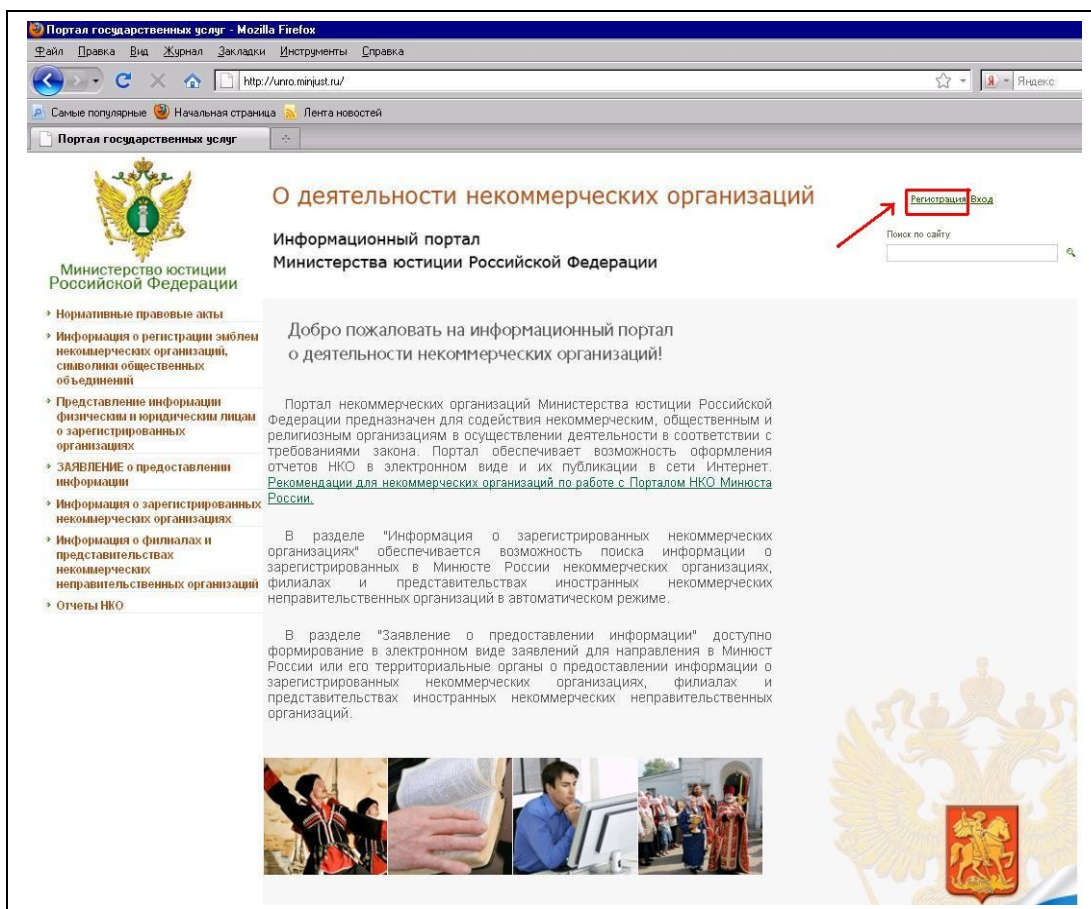 Портал государственных услуг - Mozilla Firefox
Файл Правка Вид Журнал Закладки Инструменты Справка
http://unro.minjust.ru/
Яндекс
Самые популярные Начальная страница Лента новостей
Портал государственных услуг
Министерство юстиции
Российской Федерации
О деятельности некоммерческих организаций
Информационный портал
Министерства юстиции Российской Федерации
Регистрация Вход
Поиск по сайту
Нормативные правовые акты
Информация о регистрации эмблем
некоммерческих организаций,
символики общественных
объединений
Представление информации
физическим и юридическим лицам
о зарегистрированных
организациях
ЗАЯВЛЕНИЕ о предоставлении
информации
Информация о зарегистрированных
некоммерческих организациях
Информация о филиалах и
представительствах
некоммерческих
неправительственных организаций
Отчеты НКО
Добро пожаловать на информационный портал
о деятельности некоммерческих организаций!
Портал некоммерческих организаций Министерства юстиции Российской
Федерации предназначен для содействия некоммерческим, общественным и
религиозным организациям в осуществлении деятельности в соответствии с
требованиями закона. Портал обеспечивает возможность оформления
отчетов НКО в электронном виде и их публикации в сети Интернет.
Рекомендации для некоммерческих организаций по работе с Порталом НКО Минюста
России.
В разделе "Информация о зарегистрированных некоммерческих
организациях" обеспечивается возможность поиска информации о
зарегистрированных в Минюсте России некоммерческих организациях,
филиалах и представительствах иностранных некоммерческих
неправительственных организаций в автоматическом режиме.
В разделе "Заявление о предоставлении информации" доступно
формирование в электронном виде заявлений для направления в Минюст
России или его территориальные органы о предоставлении информации о
зарегистрированных некоммерческих организациях, филиалах и
представительствах иностранных некоммерческих неправительственных
организаций.